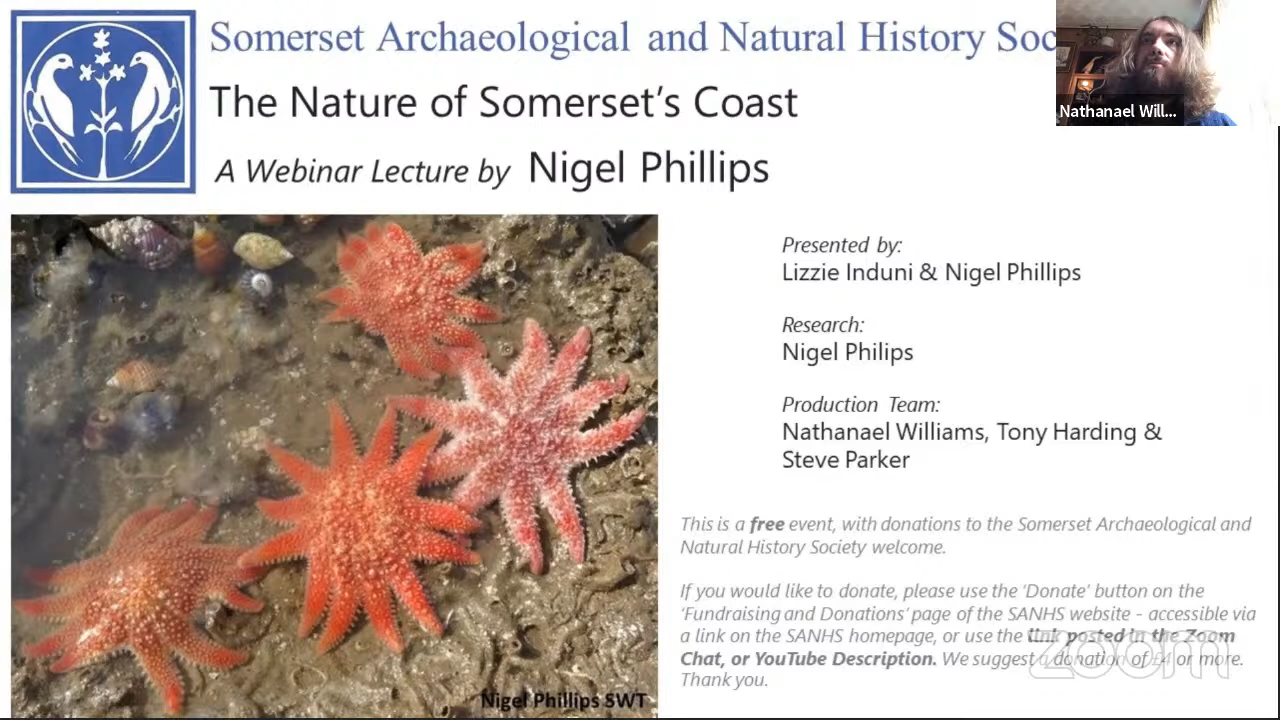 Somerset Archaeological and Natural History Soc
Nathanael Will...
The Nature of Somerset's Coast
A Webinar Lecture by Nigel Phillips
Presented by:
Lizzie Induni & Nigel Phillips
Research:
Nigel Philips
Production Team:
Nathanael Williams, Tony Harding &
Steve Parker
This is a free event, with donations to the Somerset Archaeological and
Natural History Society welcome.
If you would like to donate, please use the 'Donate' button on the
'Fundraising and Donations' page of the SANHS website - accessible via
a link on the SANHS homepage, or use the link posted in the Zoom
Chat, or YouTube Description. We suggest a donation of £4 or more.
Thank you.
zoom
Nigel Phillips SWT